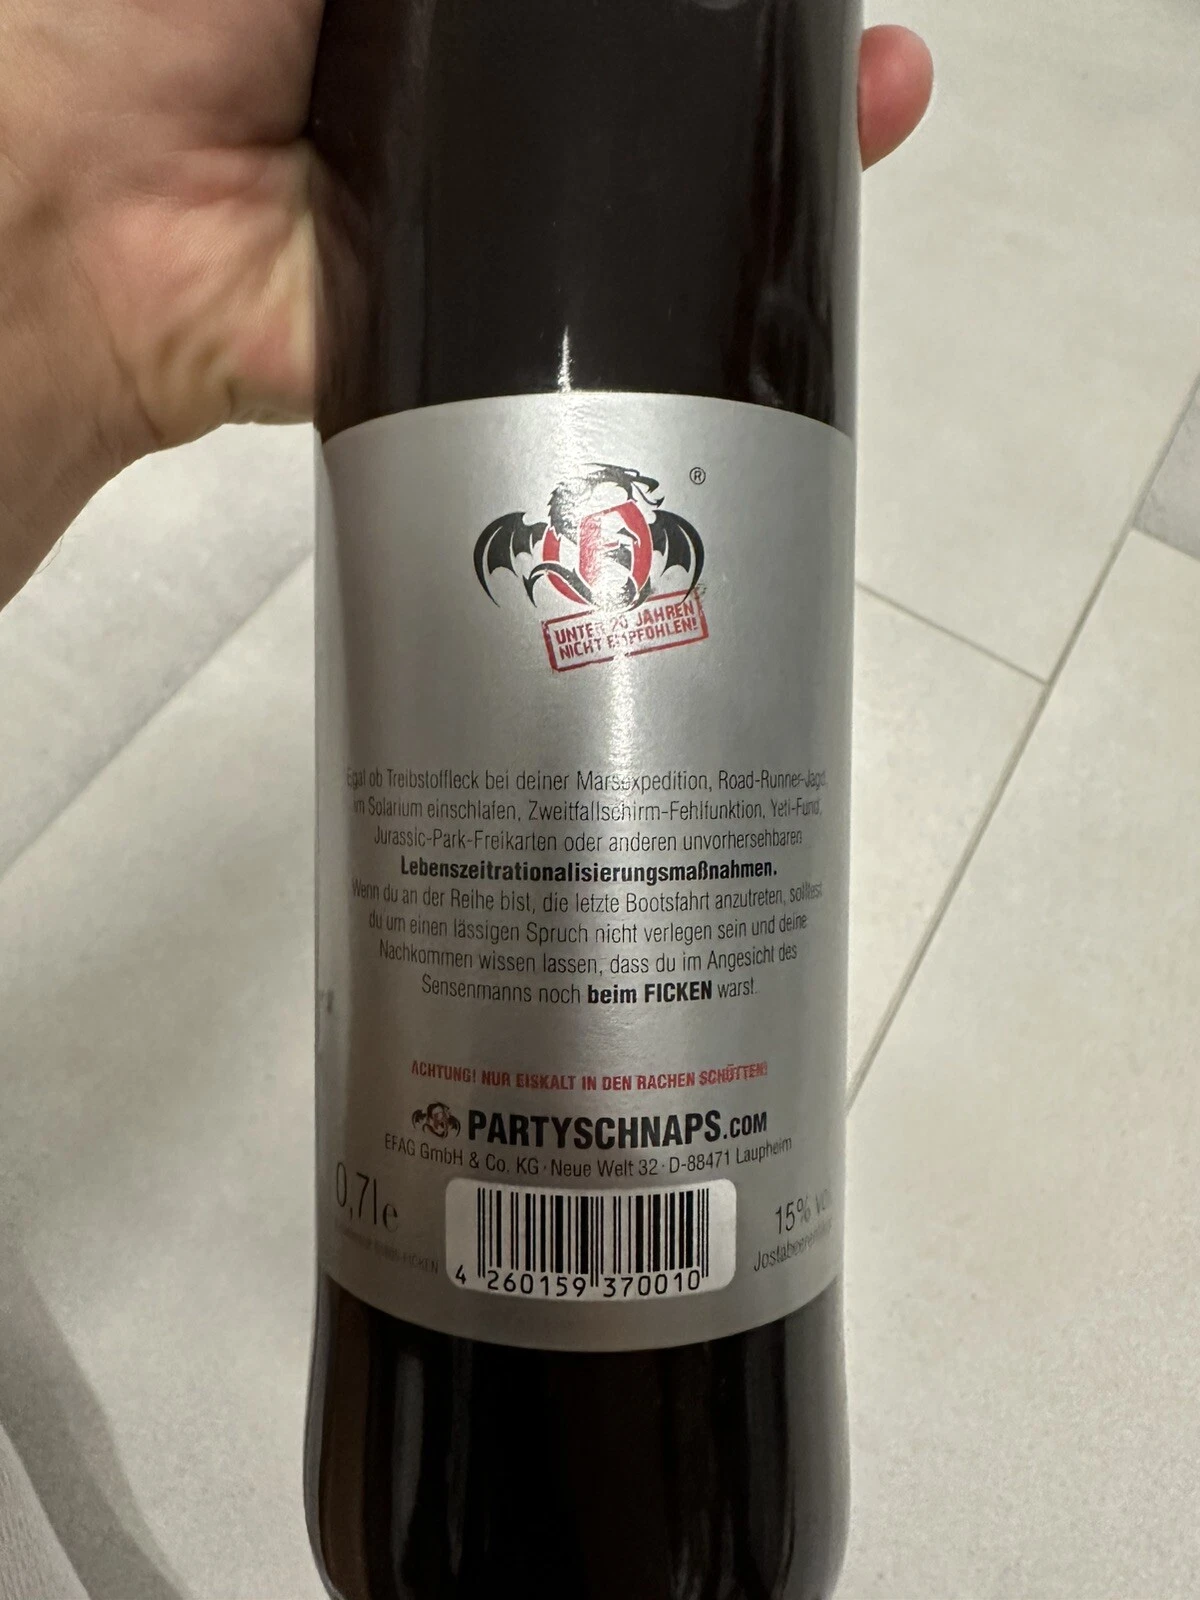 ®
UNTER 20 JAHREN
NICHT EMPFOHLEN!
Egal ob Treibstoffleck bei deiner Marsexpedition, Road-Runner-Jagd,
im Solarium einschlafen, Zweitfallschirm-Fehlfunktion, Yeti-Fund,
Jurassic-Park-Freikarten oder anderen unvorhersehbaren
Lebenszeitrationalisierungsmaßnahmen.
Wenn du an der Reihe bist, die letzte Bootsfahrt anzutreten, solltest
du um einen lässigen Spruch nicht verlegen sein und deine
Nachkommen wissen lassen, dass du im Angesicht des
Sensenmanns noch beim FICKEN warst.
ACHTUNG! NUR EISKALT IN DEN RACHEN SCHÜTTEN!
PARTYSCHNAPS.COM
EFAG GmbH & Co. KG · Neue Welt 32 · D-88471 Laupheim
0,7l e
15% VOL
FICKEN
4 260159 370010